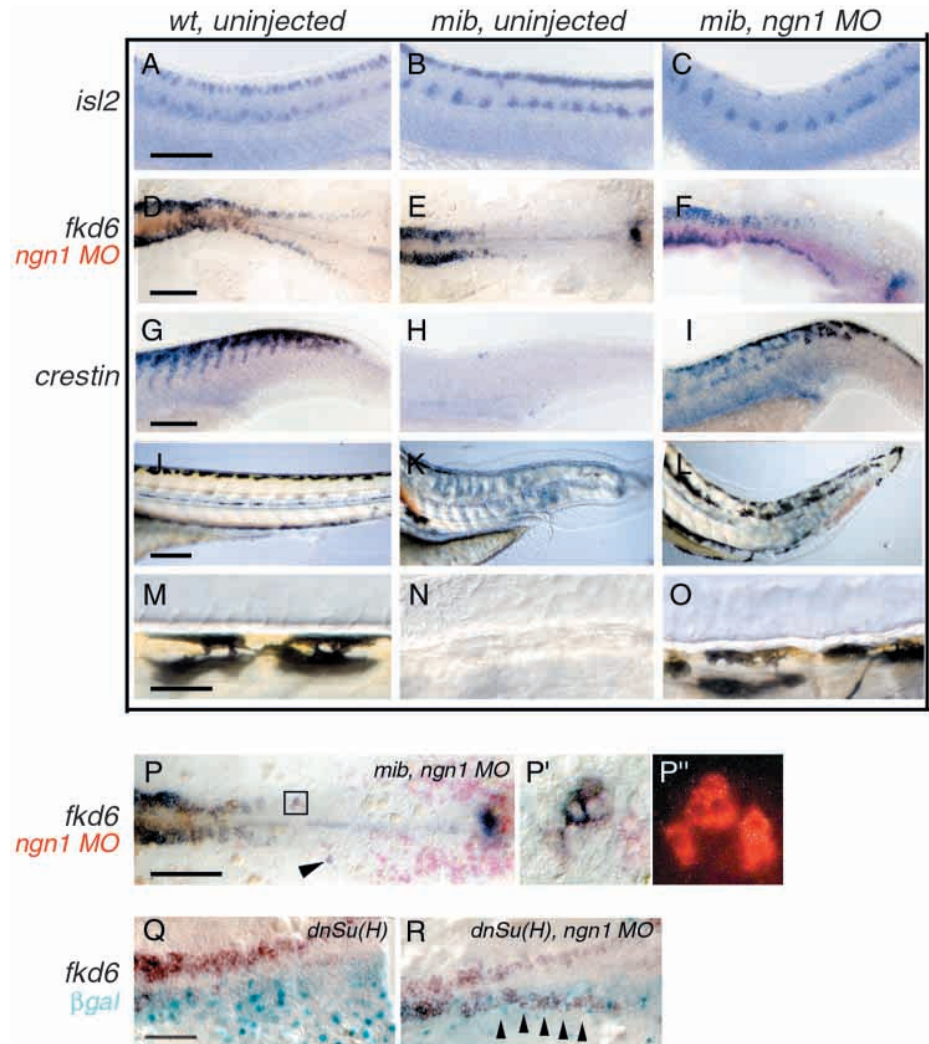 wt, uninjected mib, uninjected mib, ngn1 MO
isl2
A B C
fkd6
ngn1 MO
D E F
crestin
G H I
J K L
M N O
fkd6
ngn1 MO
P mib, ngn1 MO P' P"
fkd6
βgal
Q dnSu(H) R dnSu(H), ngn1 MO